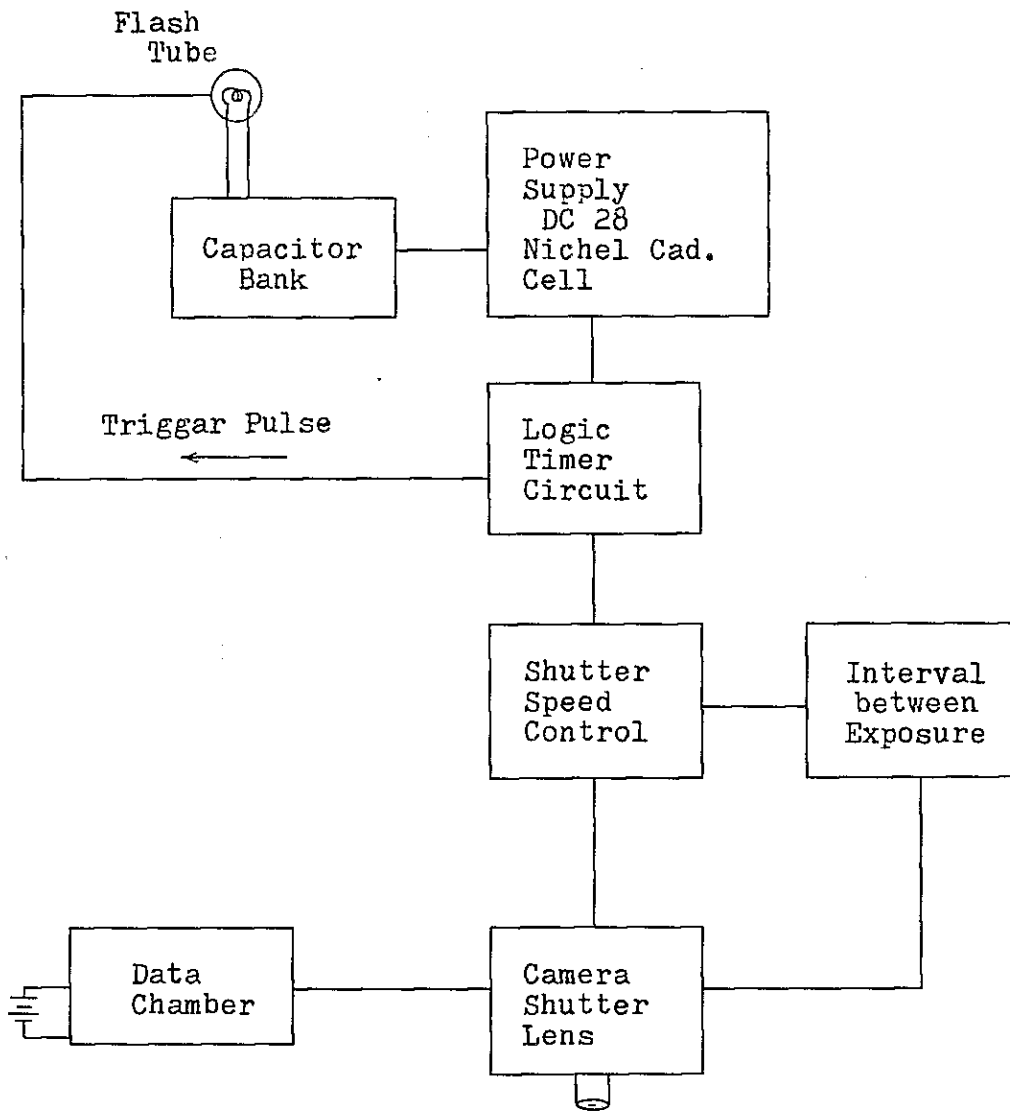 Flash
Tube
Power
Supply
DC 28
Nichel Cad.
Cell
Capacitor
Bank
Triggar Pulse
Logic
Timer
Circuit
Shutter
Speed
Control
Interval
between
Exposure
Data
Chamber
Camera
Shutter
Lens